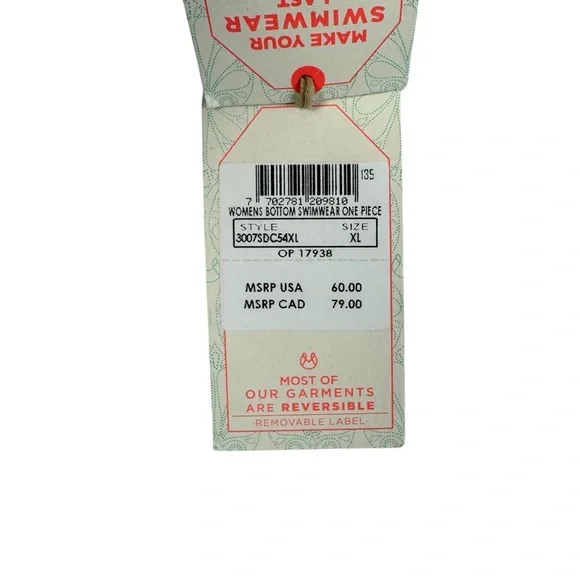 MAKE YOUR
SWIMWEAR
LAST
135
7 702781 209810
WOMENS BOTTOM SWIMWEAR ONE PIECE
STYLE SIZE
3007SDC54XL XL
OP 17938
MSRP USA 60.00
MSRP CAD 79.00
MOST OF
OUR GARMENTS
ARE REVERSIBLE
·REMOVABLE LABEL·